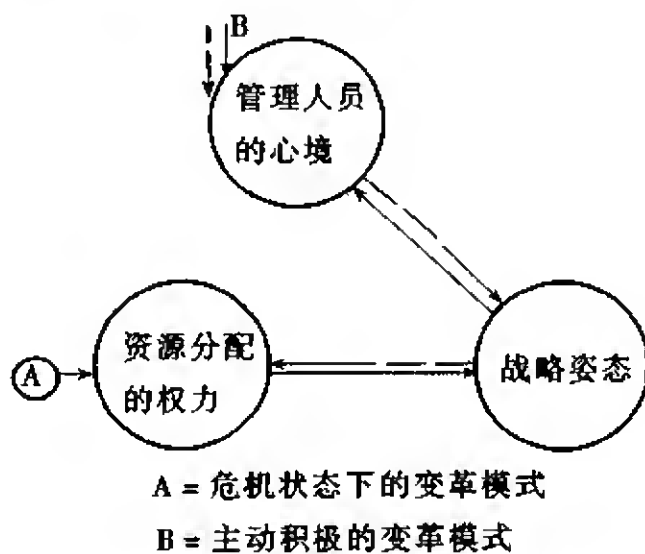 B
管理人员
的心境
资源分配
的权力
A
战略姿态
A = 危机状态下的变革模式
B = 主动积极的变革模式